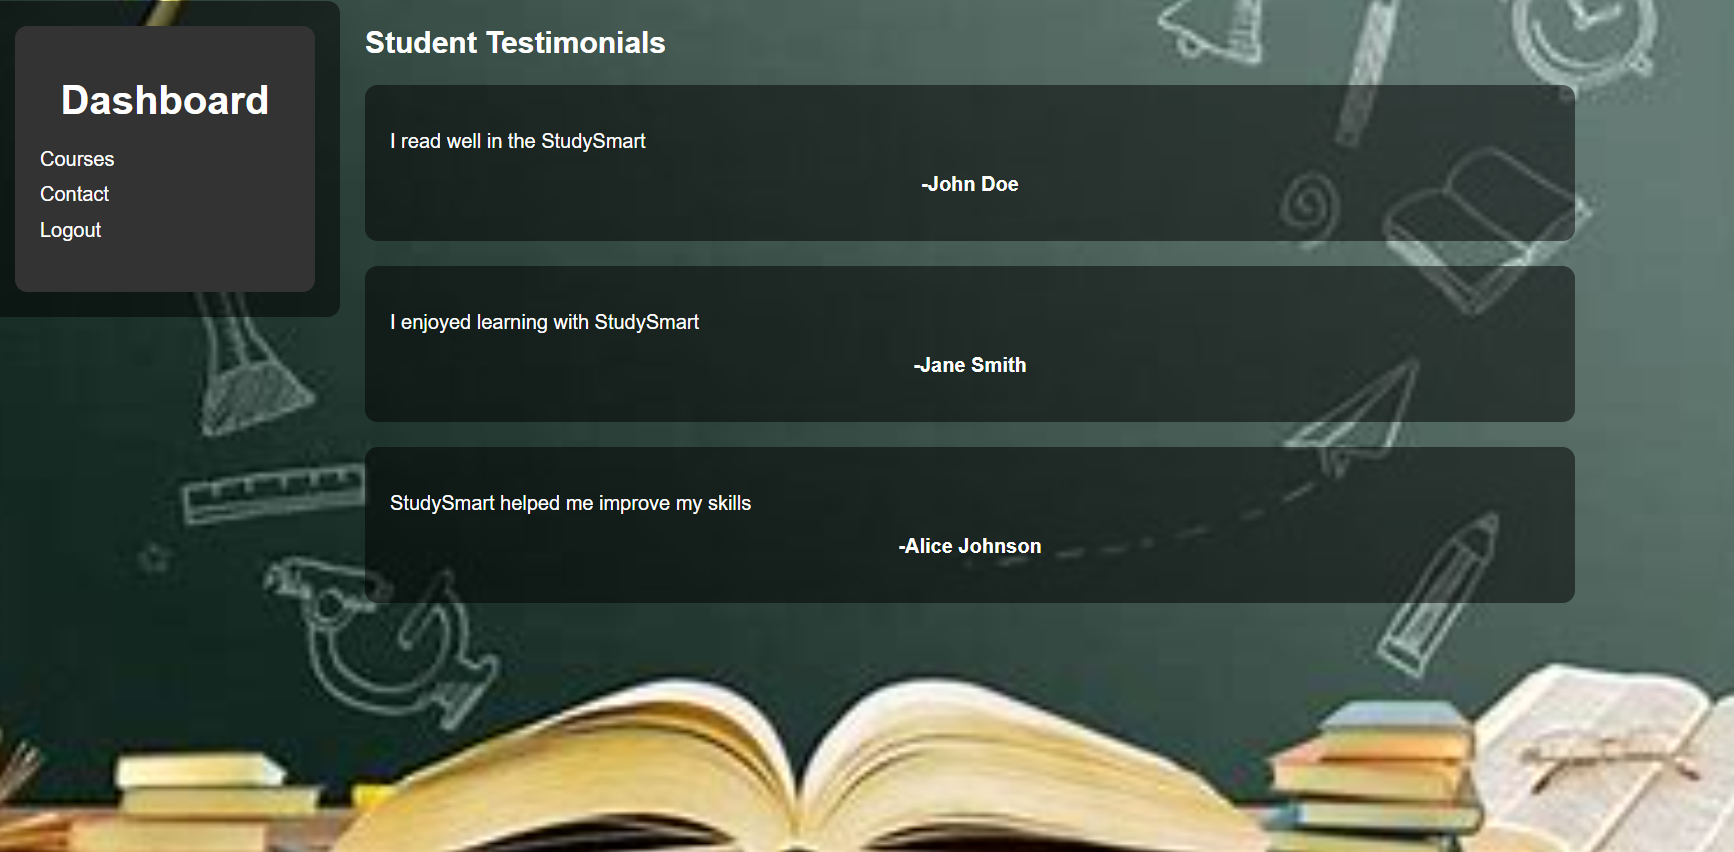 Dashboard
Courses
Contact
Logout
Student Testimonials
I read well in the StudySmart
-John Doe
I enjoyed learning with StudySmart
-Jane Smith
StudySmart helped me improve my skills
-Alice Johnson